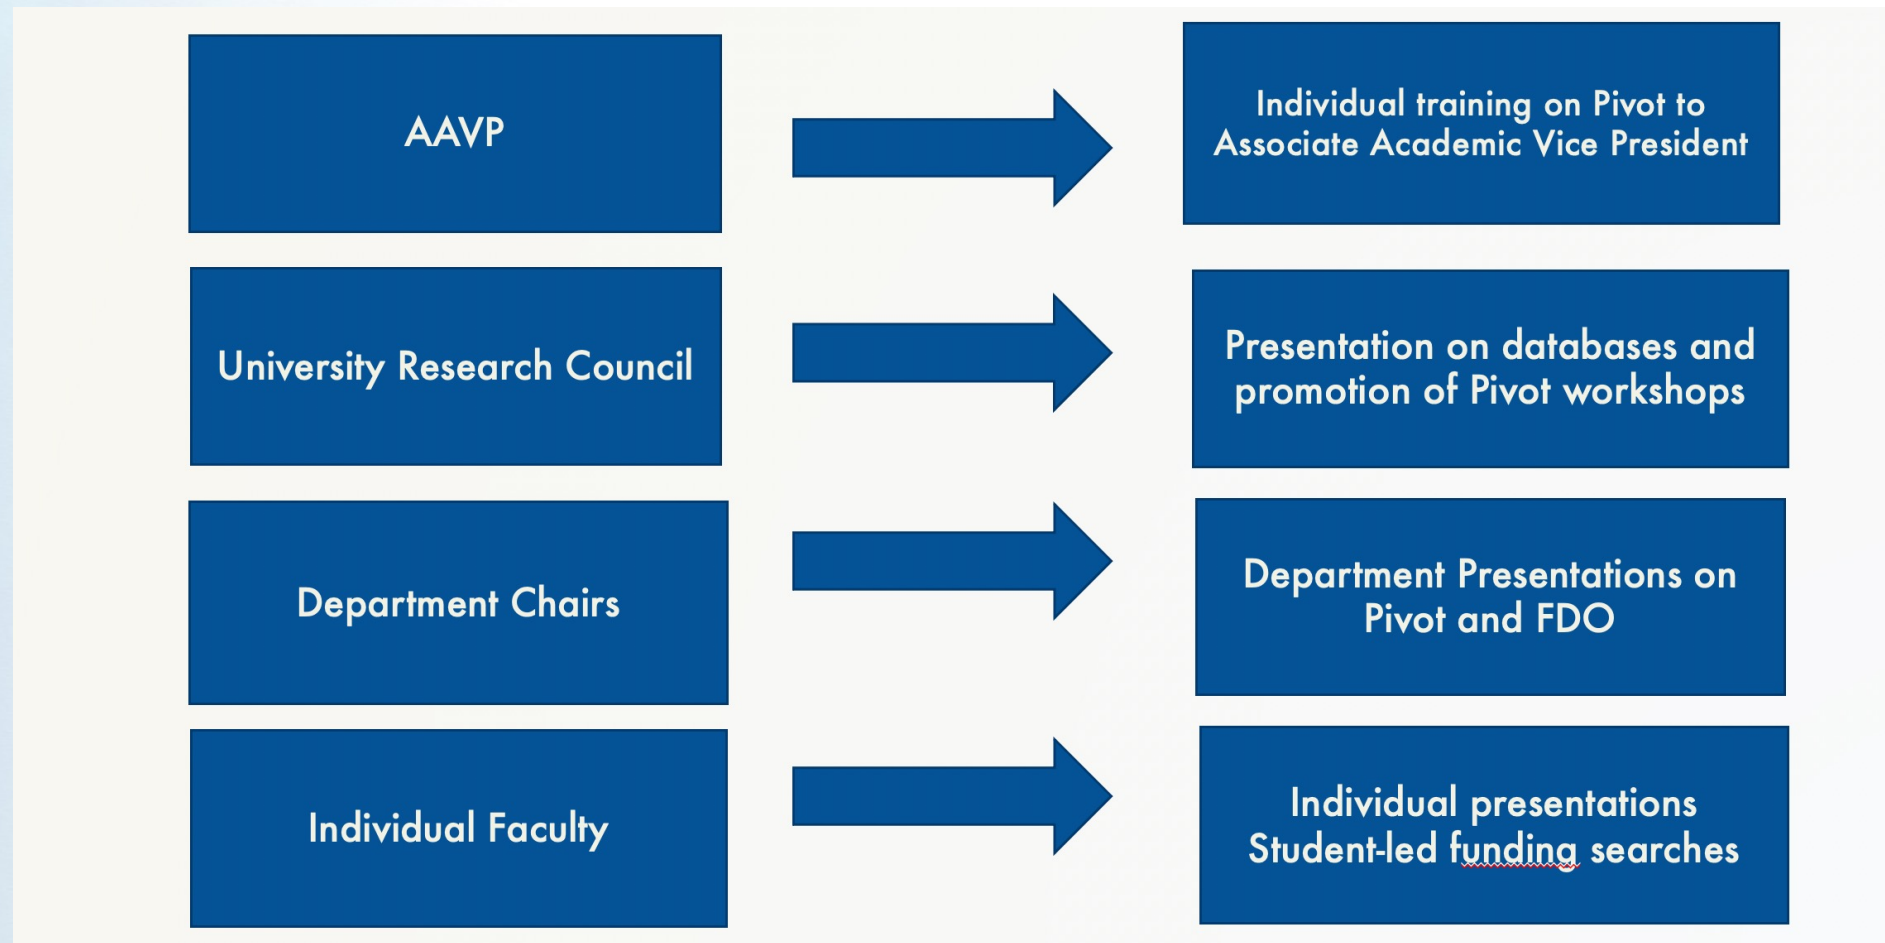 AAVP
Individual training on Pivot to
Associate Academic Vice President
University Research Council
Presentation on databases and
promotion of Pivot workshops
Department Chairs
Department Presentations on
Pivot and FDO
Individual Faculty
Individual presentations
Student-led funding searches